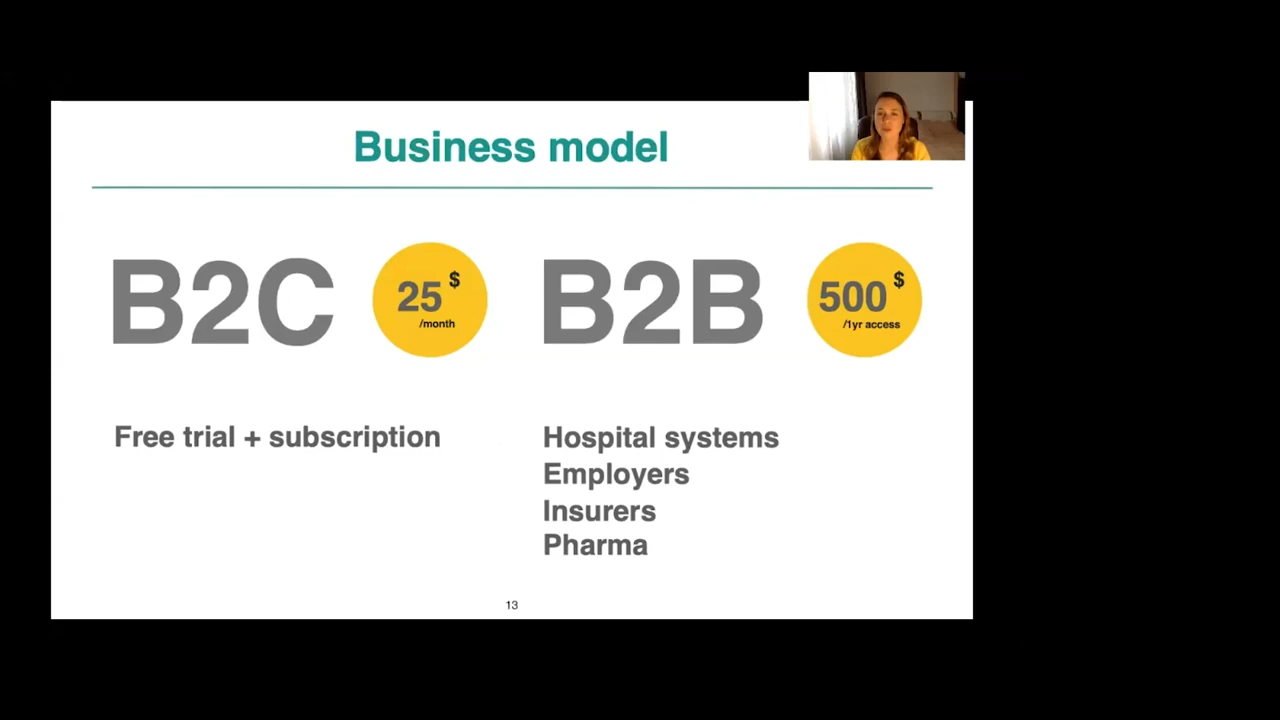 Business model
B2C
25 $
/month
B2B
500 $
/1yr access
Free trial + subscription
Hospital systems
Employers
Insurers
Pharma
13